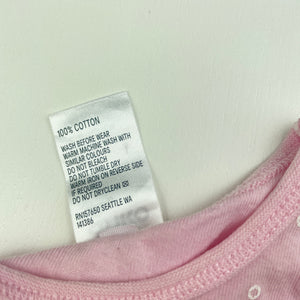 100% COTTON
WASH BEFORE WEAR
WARM MACHINE WASH WITH
SIMILAR COLOURS
DO NOT BLEACH
DO NOT TUMBLE DRY
WARM IRON ON REVERSE SIDE
IF REQUIRED
DO NOT DRYCLEAN
RN157650 SEATTLE WA
141386